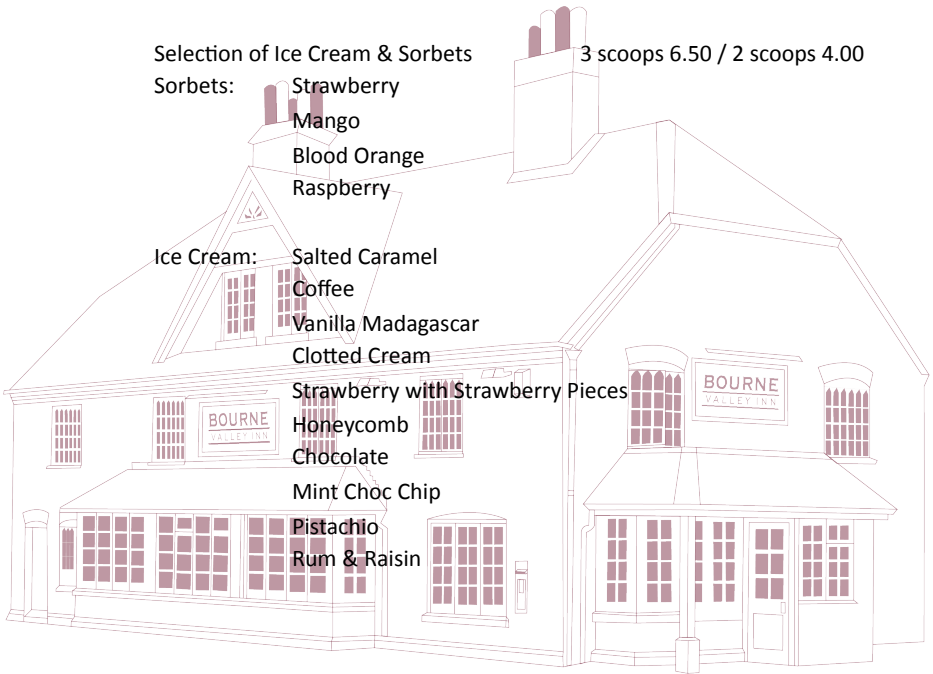 Selection of Ice Cream & Sorbets 3 scoops 6.50 / 2 scoops 4.00
Sorbets: Strawberry
Mango
Blood Orange
Raspberry
Ice Cream: Salted Caramel
Coffee
Vanilla Madagascar
Clotted Cream
Strawberry with Strawberry Pieces
Honeycomb
Chocolate
Mint Choc Chip
Pistachio
Rum & Raisin
BOURNE
VALLEY INN
BOURNE
VALLEY INN